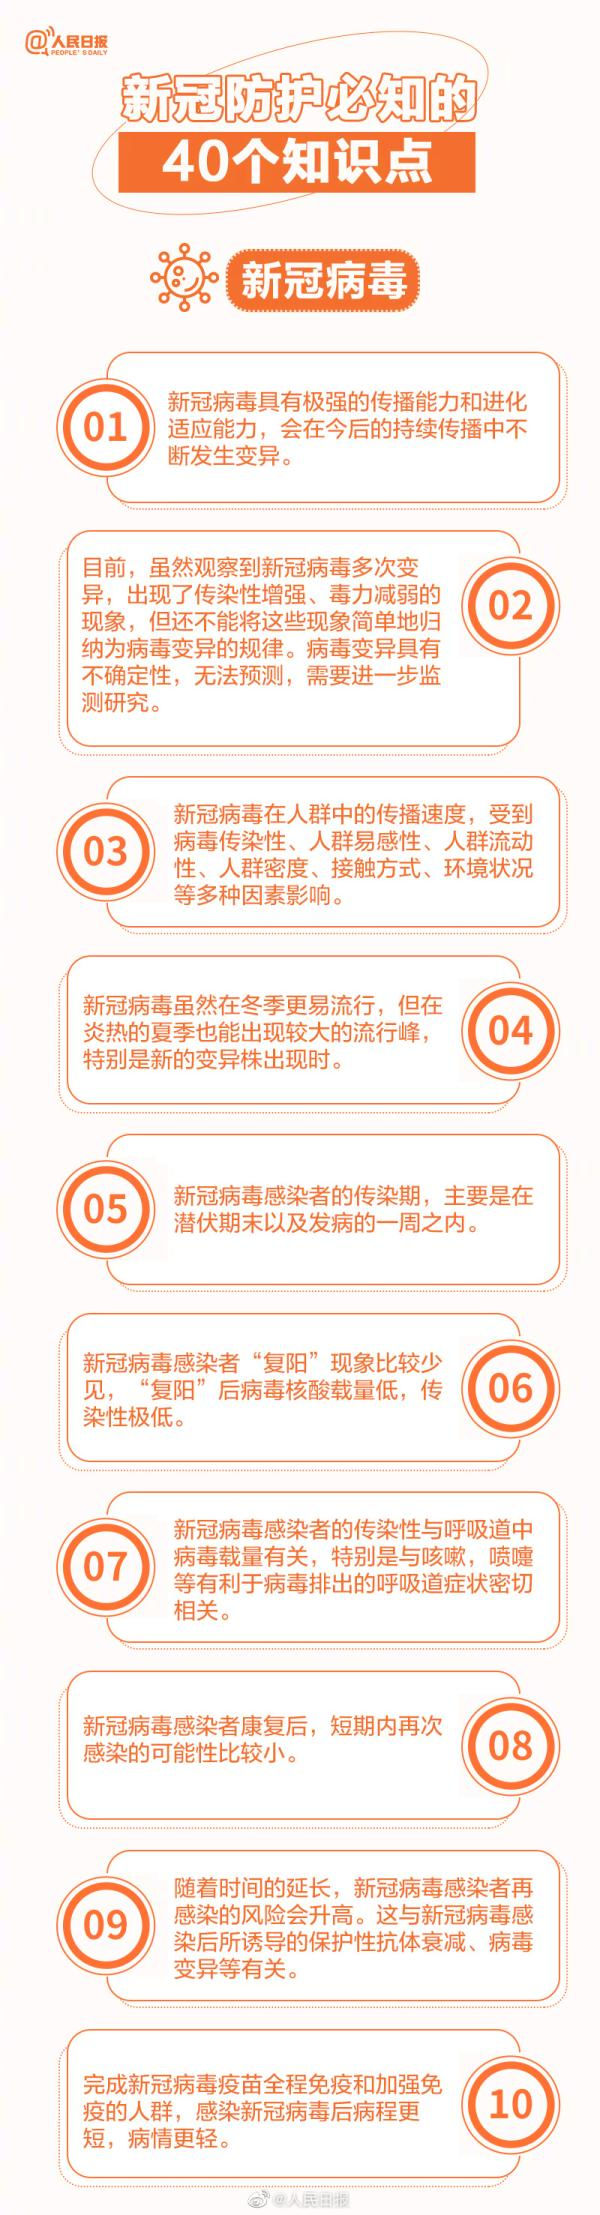 @人民日报
PEOPLE'S DAILY
新冠防护必知的
40个知识点
新冠病毒
01
新冠病毒具有极强的传播能力和进化
适应能力，会在今后的持续传播中不
断发生变异。
目前，虽然观察到新冠病毒多次变
异，出现了传染性增强、毒力减弱的
现象，但还不能将这些现象简单地归
纳为病毒变异的规律。病毒变异具有
不确定性，无法预测，需要进一步监
测研究。
02
03
新冠病毒在人群中的传播速度，受到
病毒传染性、人群易感性、人群流动
性、人群密度、接触方式、环境状况
等多种因素影响。
新冠病毒虽然在冬季更易流行，但在
炎热的夏季也能出现较大的流行峰，
特别是新的变异株出现时。
04
05
新冠病毒感染者的传染期，主要是在
潜伏期末以及发病的一周之内。
新冠病毒感染者“复阳”现象比较少
见，“复阳”后病毒核酸载量低，传
染性极低。
06
07
新冠病毒感染者的传染性与呼吸道中
病毒载量有关，特别是与咳嗽，喷嚏
等有利于病毒排出的呼吸道症状密切
相关。
新冠病毒感染者康复后，短期内再次
感染的可能性比较小。
08
09
随着时间的延长，新冠病毒感染者再
感染的风险会升高。这与新冠病毒感
染后所诱导的保护性抗体衰减、病毒
变异等有关。
完成新冠病毒疫苗全程免疫和加强免
疫的人群，感染新冠病毒后病程更
短，病情更轻。
10
@人民日报